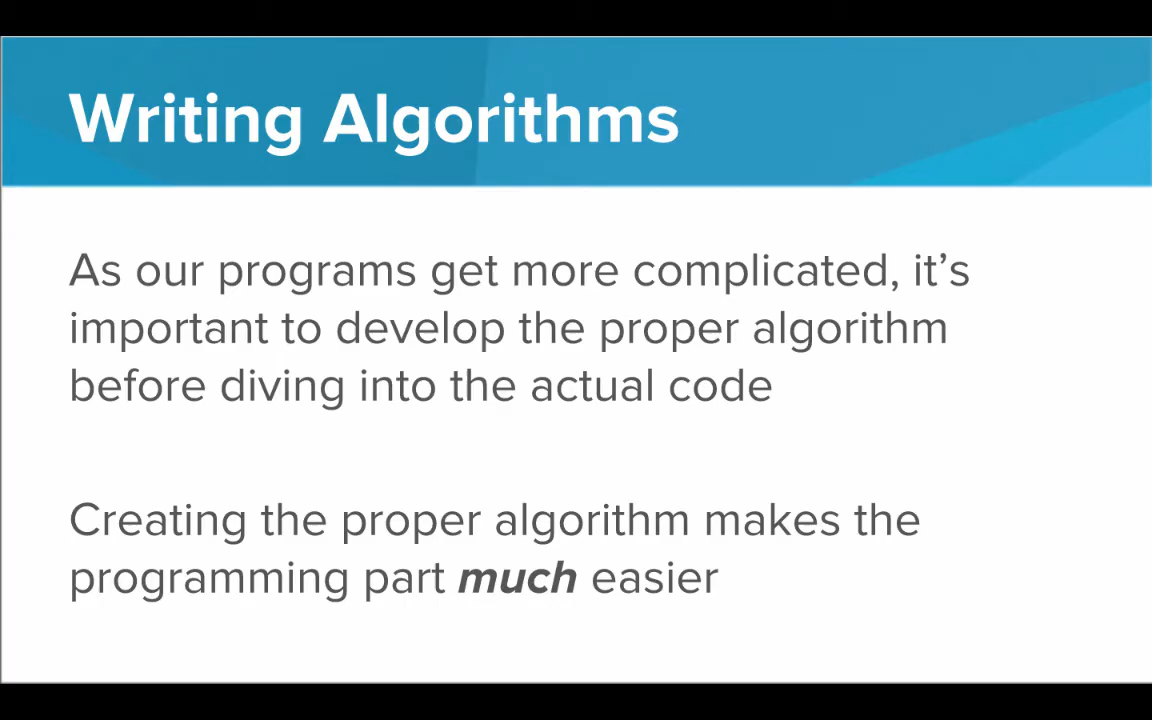 Writing Algorithms
As our programs get more complicated, it’s
important to develop the proper algorithm
before diving into the actual code
Creating the proper algorithm makes the
programming part much easier